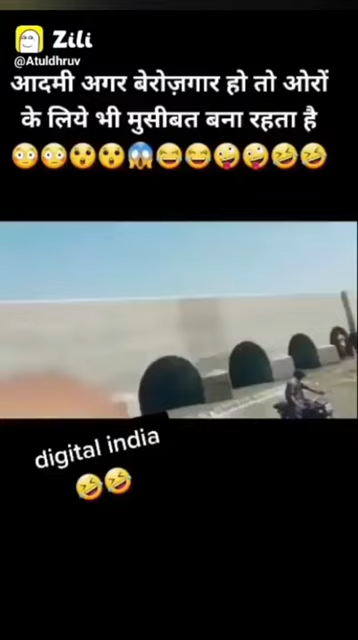 Zili
@Atuldhruv
आदमी अगर बेरोज़गार हो तो ओरों
के लिये भी मुसीबत बना रहता है
😳😳😲😲😱😂😂🤪🤪🤣🤣
digital india
🤣🤣